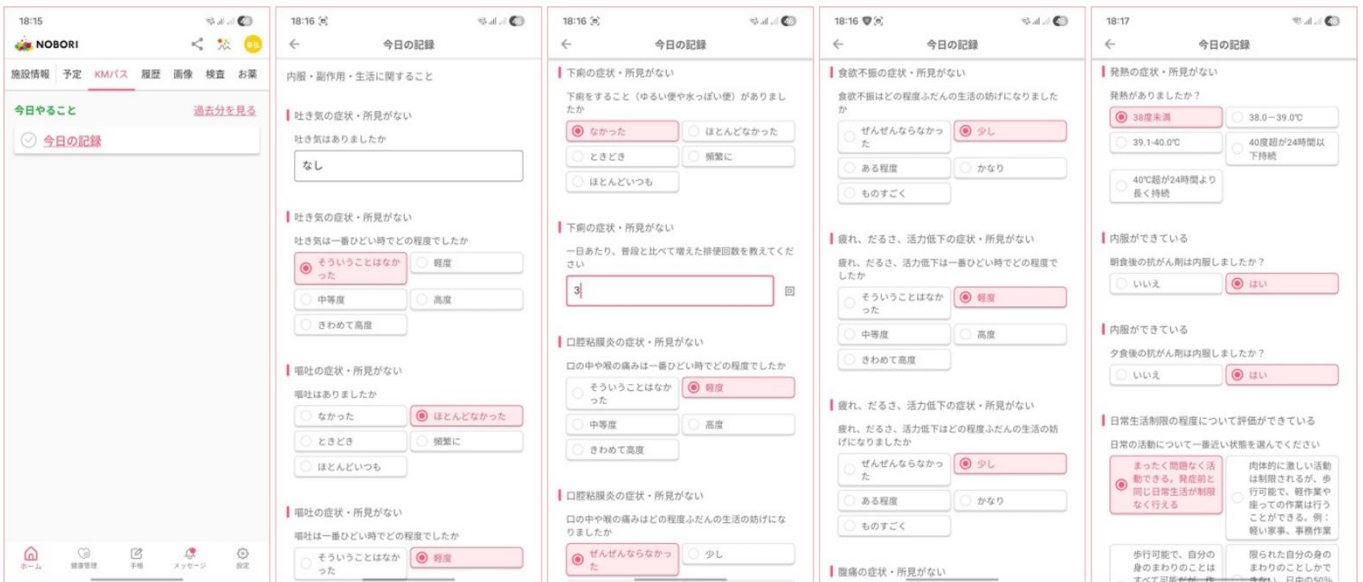 18:15
NOBORI
施設情報 予定 KMパス 履歴 画像 検査 お薬
今日やること 過去分を見る
今日の記録
ホーム 健康管理 手帳 メッセージ 設定
18:16
今日の記録
内服・副作用・生活に関すること
吐き気の症状・所見がない
吐き気はありましたか
なし
吐き気の症状・所見がない
吐き気は一番ひどい時でどの程度でしたか
そういうことはなか
った
軽度
中等度
高度
きわめて高度
嘔吐の症状・所見がない
嘔吐はありましたか
なかった
ほとんどなかった
ときどき
頻繁に
ほとんどいつも
嘔吐の症状・所見がない
嘔吐は一番ひどい時でどの程度でしたか
そういうことはなか
った
軽度
18:16
今日の記録
下痢の症状・所見がない
下痢をすること（ゆるい便や水っぽい便）がありまし
たか
なかった
ほとんどなかった
ときどき
頻繁に
ほとんどいつも
下痢の症状・所見がない
一日あたり、普段と比べて増えた排便回数を教えてくだ
さい
3
回
口腔粘膜炎の症状・所見がない
口の中や喉の痛みは一番ひどい時でどの程度でしたか
そういうことはなか
った
軽度
中等度
高度
きわめて高度
口腔粘膜炎の症状・所見がない
口の中や喉の痛みはどの程度ふだんの生活の妨げにな
りましたか
ぜんぜんならなかっ
た
少し
18:16
今日の記録
食欲不振の症状・所見がない
食欲不振はどの程度ふだんの生活の妨げになりました
か
ぜんぜんならなかっ
た
少し
ある程度
かなり
ものすごく
疲れ、だるさ、活力低下の症状・所見がない
疲れ、だるさ、活力低下は一番ひどい時でどの程度で
したか
そういうことはなか
った
軽度
中等度
高度
きわめて高度
疲れ、だるさ、活力低下の症状・所見がない
疲れ、だるさ、活力低下はどの程度ふだんの生活の妨
げになりましたか
ぜんぜんならなかっ
た
少し
ある程度
かなり
ものすごく
腹痛の症状・所見がない
18:17
今日の記録
発熱の症状・所見がない
発熱がありましたか？
38度未満
38.0－39.0℃
39.1-40.0℃
40度超が24時間以
下持続
40℃超が24時間より
長く持続
内服ができている
朝食後の抗がん剤は内服しましたか？
いいえ
はい
内服ができている
夕食後の抗がん剤は内服しましたか？
いいえ
はい
日常生活制限の程度について評価ができている
日常の活動について一番近い状態を選んでください
まったく問題なく活
動できる。発症前と
同じ日常生活が制限
なく行える
肉体的に激しい活動
は制限されるが、歩
行可能で、軽作業や
座っての作業は行う
ことができる。例：
軽い家事、事務作業
歩行可能で、自分の
身のまわりのことは
限られた自分の身の
まわりのことしかで